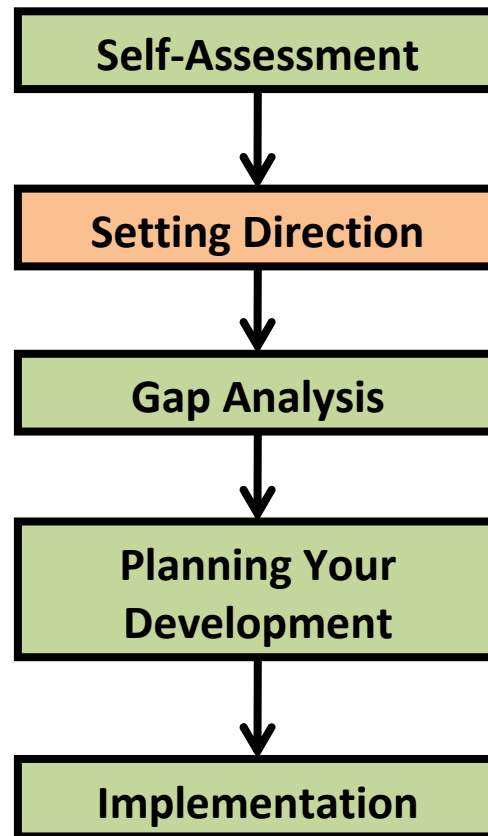 Self-Assessment
Setting Direction
Gap Analysis
Planning Your
Development
Implementation